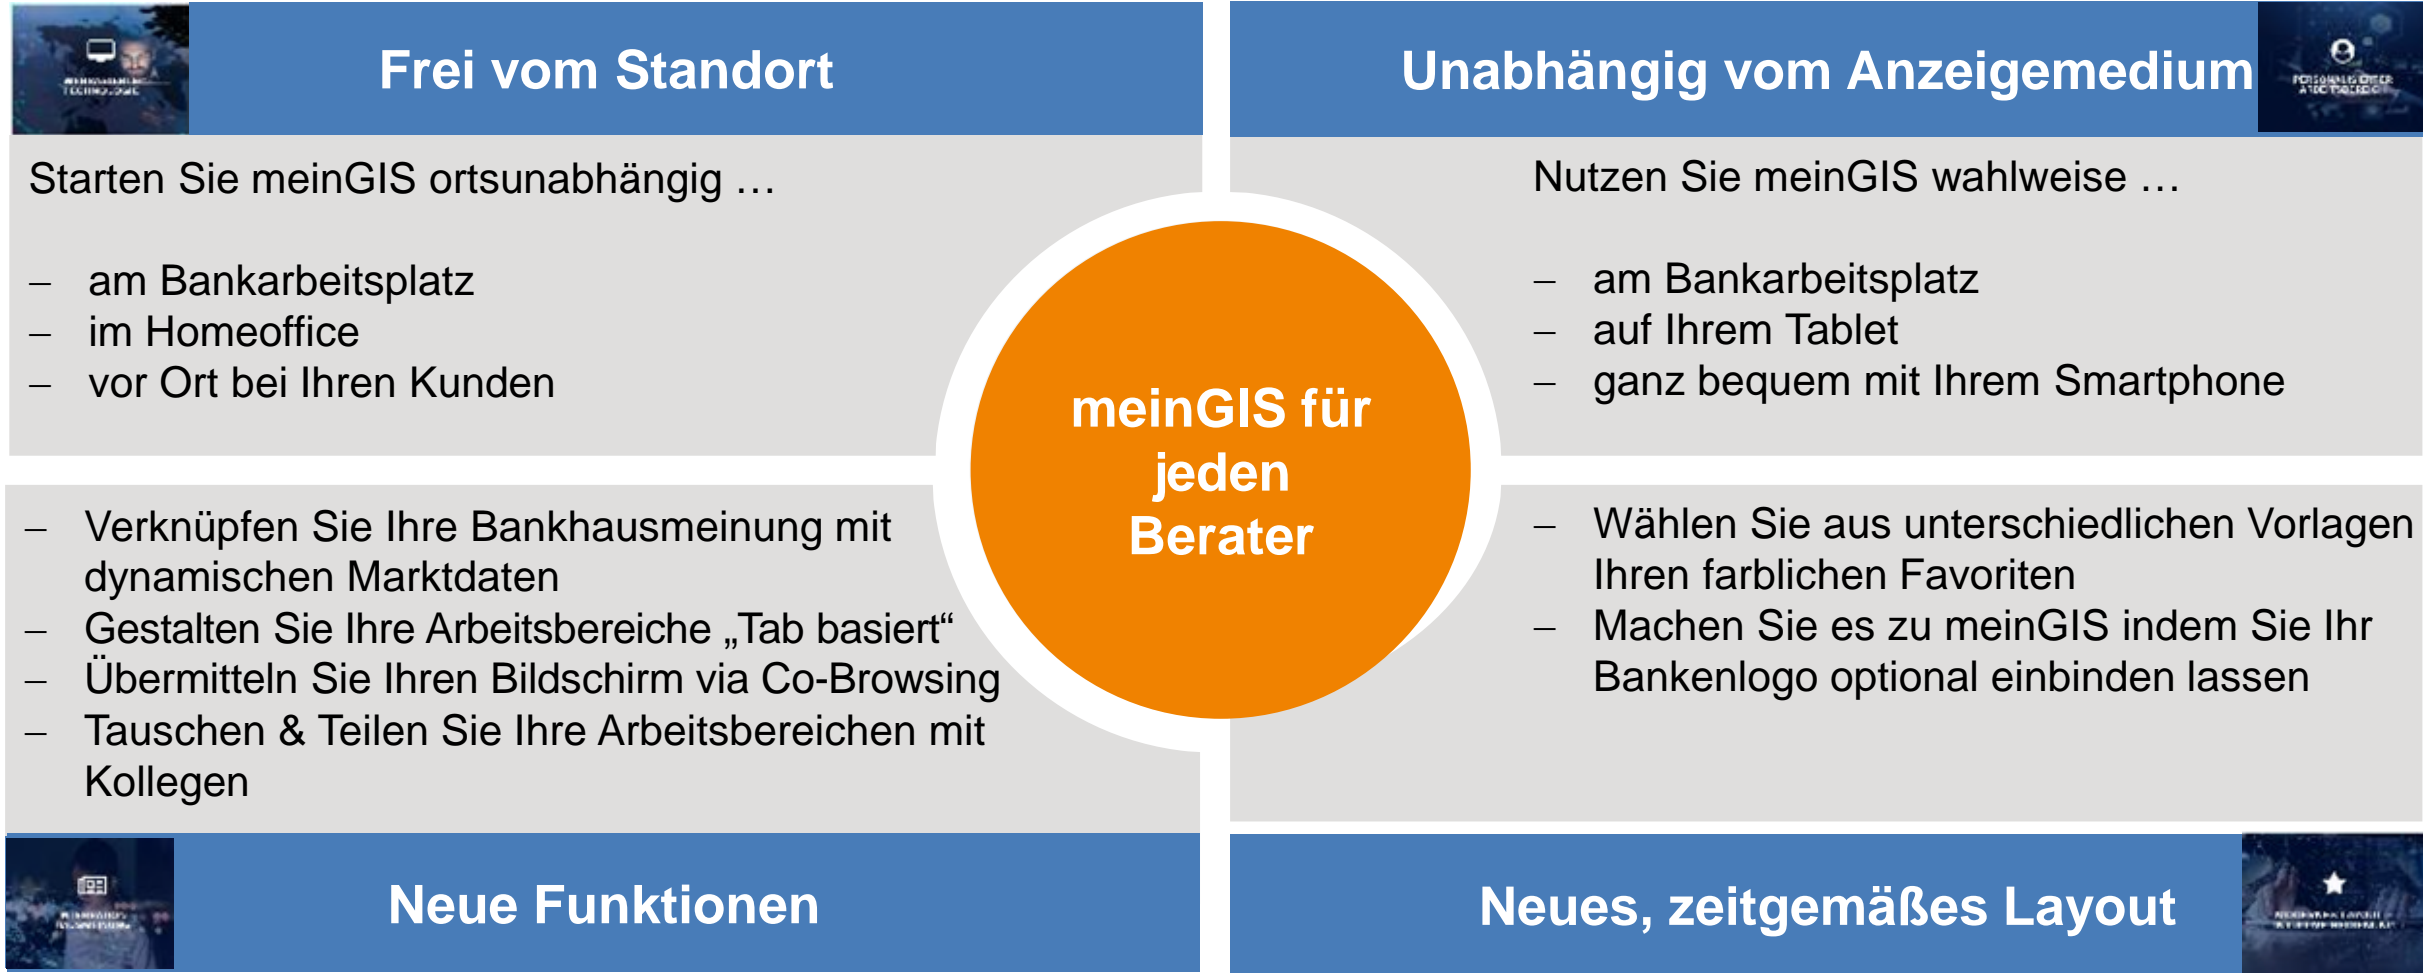 Frei vom Standort
Starten Sie meinGIS ortsunabhängig …
– am Bankarbeitsplatz
– im Homeoffice
– vor Ort bei Ihren Kunden
Unabhängig vom Anzeigemedium
Nutzen Sie meinGIS wahlweise …
– am Bankarbeitsplatz
– auf Ihrem Tablet
– ganz bequem mit Ihrem Smartphone
meinGIS für
jeden
Berater
– Verknüpfen Sie Ihre Bankhausmeinung mit
dynamischen Marktdaten
– Gestalten Sie Ihre Arbeitsbereiche „Tab basiert“
– Übermitteln Sie Ihren Bildschirm via Co-Browsing
– Tauschen & Teilen Sie Ihre Arbeitsbereichen mit
Kollegen
Neue Funktionen
– Wählen Sie aus unterschiedlichen Vorlagen
Ihren farblichen Favoriten
– Machen Sie es zu meinGIS indem Sie Ihr
Bankenlogo optional einbinden lassen
Neues, zeitgemäßes Layout